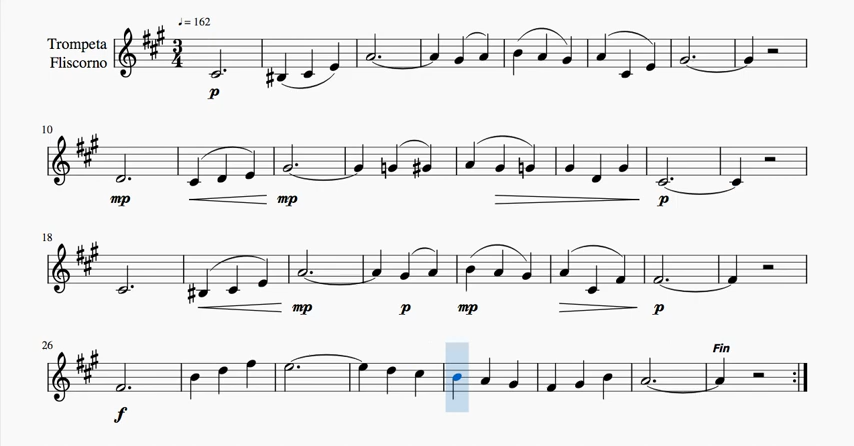 ♩ = 162
Trompeta
Fliscorno
3
4
p
10
mp
mp
p
18
mp
p
mp
p
26
Fin
f